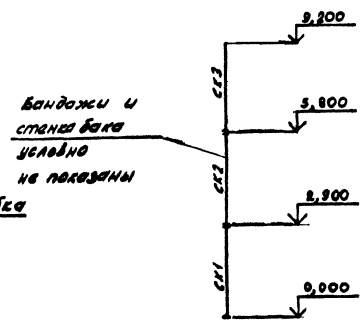 9,200
СК3
Бандажи и
стенка бака
условно
не показаны
5,800
СК2
2,900
СК1
0,000